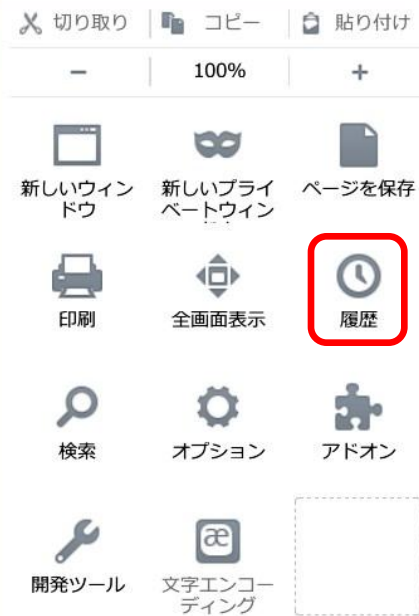 切り取り コピー 貼り付け
− 100% +
新しいウィン
ドウ
新しいプライ
ベートウィン
ページを保存
印刷 全画面表示 履歴
検索 オプション アドオン
開発ツール
文字エンコー
ディング
æ